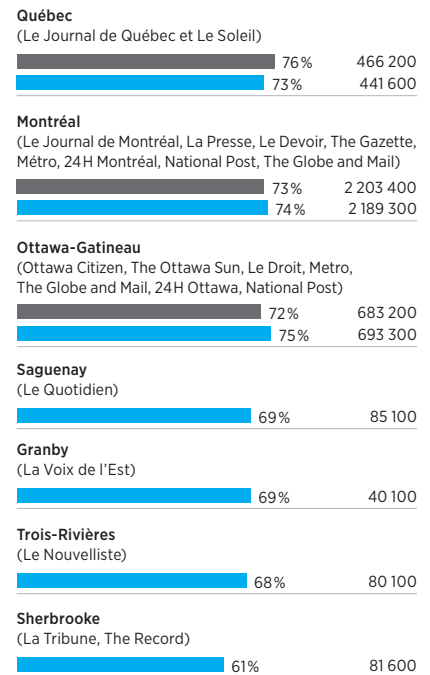 Québec
(Le Journal de Québec et Le Soleil)
76% 466 200
73% 441 600
Montréal
(Le Journal de Montréal, La Presse, Le Devoir, The Gazette,
Métro, 24H Montréal, National Post, The Globe and Mail)
73% 2 203 400
74% 2 189 300
Ottawa-Gatineau
(Ottawa Citizen, The Ottawa Sun, Le Droit, Metro,
The Globe and Mail, 24H Ottawa, National Post)
72% 683 200
75% 693 300
Saguenay
(Le Quotidien)
69% 85 100
Granby
(La Voix de l'Est)
69% 40 100
Trois-Rivières
(Le Nouvelliste)
68% 80 100
Sherbrooke
(La Tribune, The Record)
61% 81 600